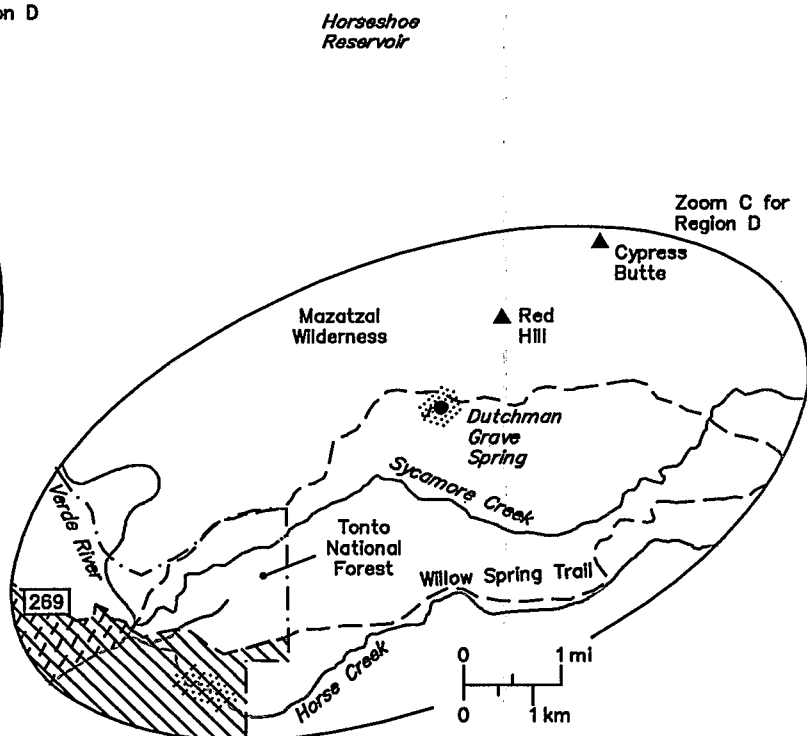 on D
Horseshoe
Reservoir
Zoom C for
Region D
Cypress
Butte
Mazatzal
Wilderness
Red
Hill
Dutchman
Grave
Spring
Sycamore Creek
Verde River
Tonto
National
Forest
Willow Spring Trail
269
Horse Creek
0 1 mi
0 1 km